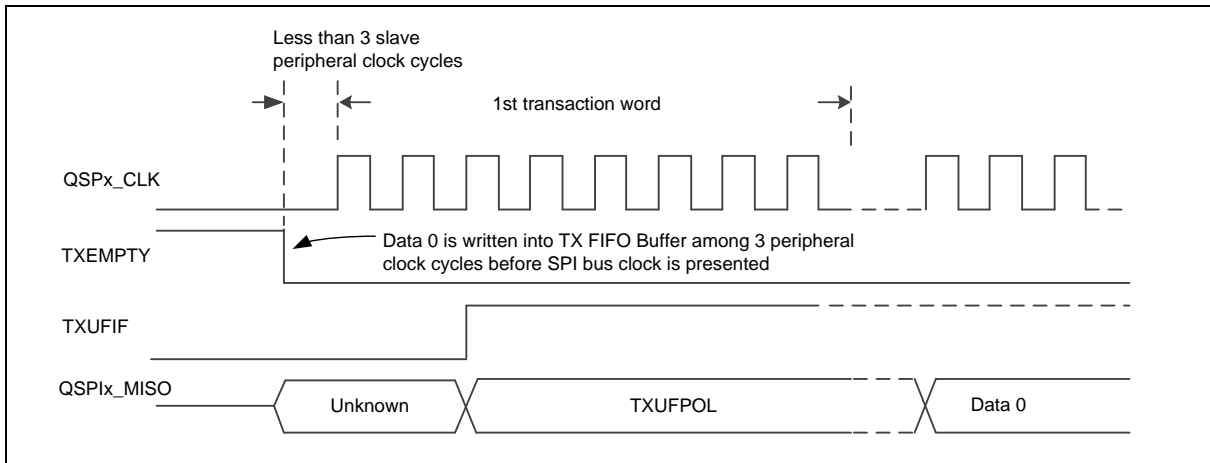 Less than 3 slave
peripheral clock cycles
1st transaction word
QSPx_CLK
TXEMPTY
Data 0 is written into TX FIFO Buffer among 3 peripheral
clock cycles before SPI bus clock is presented
TXUFIF
QSPIx_MISO
Unknown
TXUFPOL
Data 0